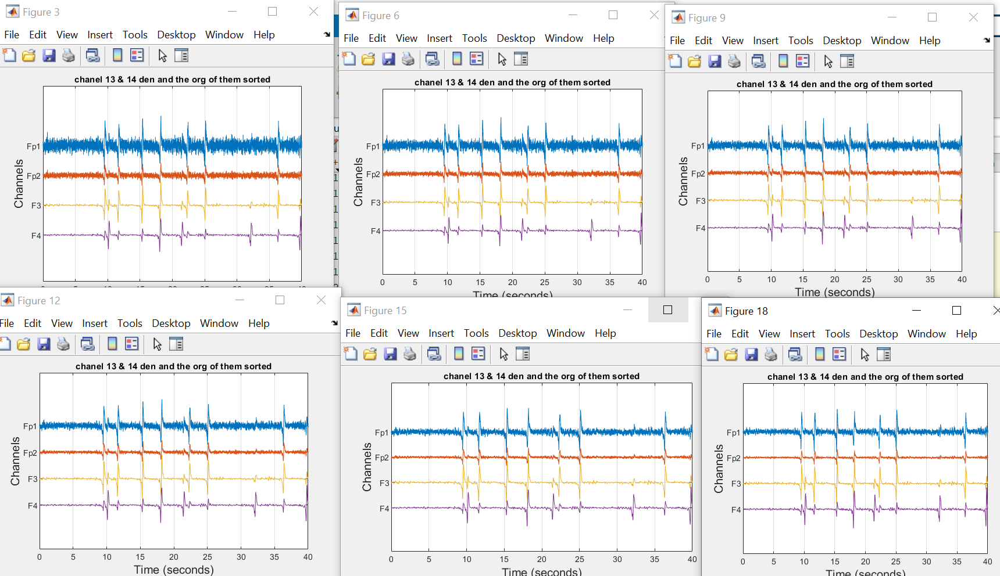 Figure 3
File Edit View Insert Tools Desktop Window Help
chanel 13 & 14 den and the org of them sorted
Channels
Fp1
Fp2
F3
F4
Figure 6
File Edit View Insert Tools Desktop Window Help
chanel 13 & 14 den and the org of them sorted
Channels
Fp1
Fp2
F3
F4
0 5 10 15 20 25 30 35 40
Time (seconds)
Figure 9
File Edit View Insert Tools Desktop Window Help
chanel 13 & 14 den and the org of them sorted
Channels
Fp1
Fp2
F3
F4
0 5 10 15 20 25 30 35 40
Time (seconds)
Figure 12
File Edit View Insert Tools Desktop Window Help
chanel 13 & 14 den and the org of them sorted
Channels
Fp1
Fp2
F3
F4
0 5 10 15 20 25 30 35 40
Time (seconds)
Figure 15
File Edit View Insert Tools Desktop Window Help
chanel 13 & 14 den and the org of them sorted
Channels
Fp1
Fp2
F3
F4
0 5 10 15 20 25 30 35 40
Time (seconds)
Figure 18
File Edit View Insert Tools Desktop Window Help
chanel 13 & 14 den and the org of them sorted
Channels
Fp1
Fp2
F3
F4
0 5 10 15 20 25 30 35 40
Time (seconds)